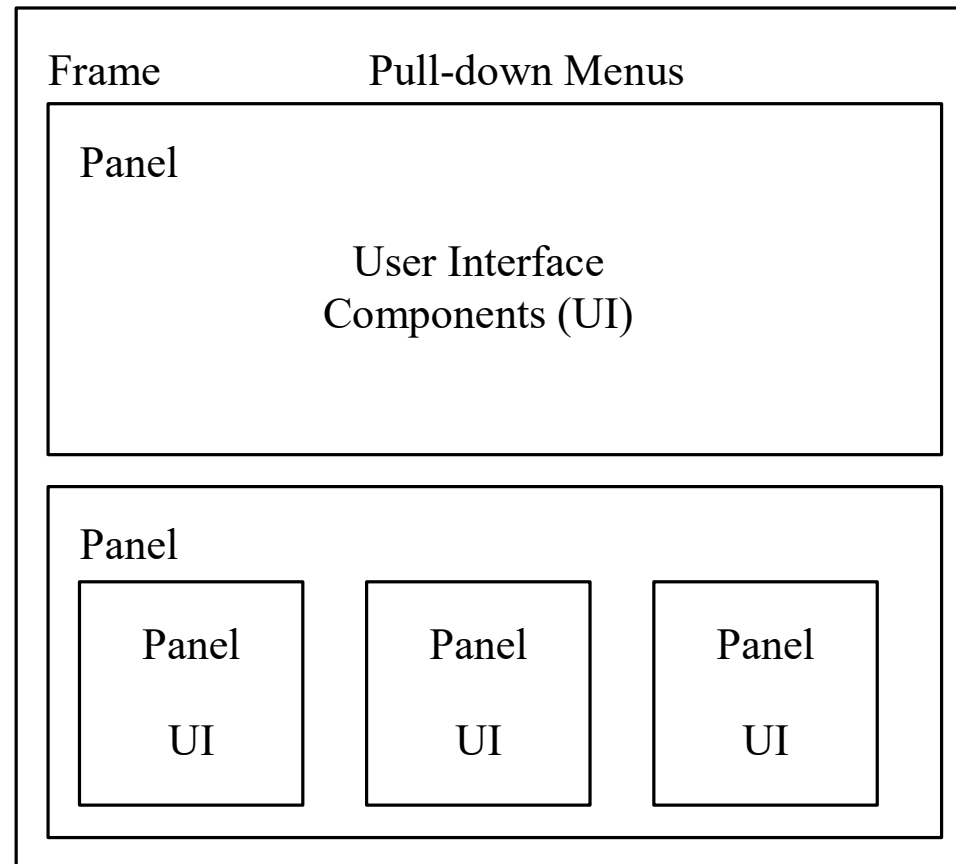 Frame Pull-down Menus
Panel
User Interface
Components (UI)
Panel
Panel Panel Panel
UI UI UI